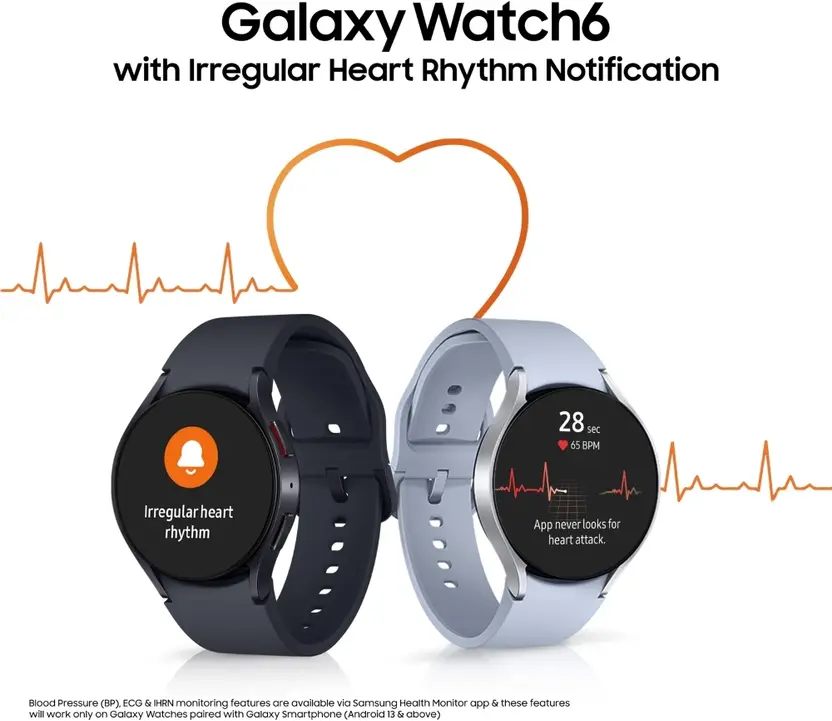 Galaxy Watch6
with Irregular Heart Rhythm Notification
Irregular heart
rhythm
28 sec
65 BPM
App never looks for
heart attack.
Blood Pressure (BP), ECG & IHRN monitoring features are available via Samsung Health Monitor app & these features
will work only on Galaxy Watches paired with Galaxy Smartphone (Android 13 & above)